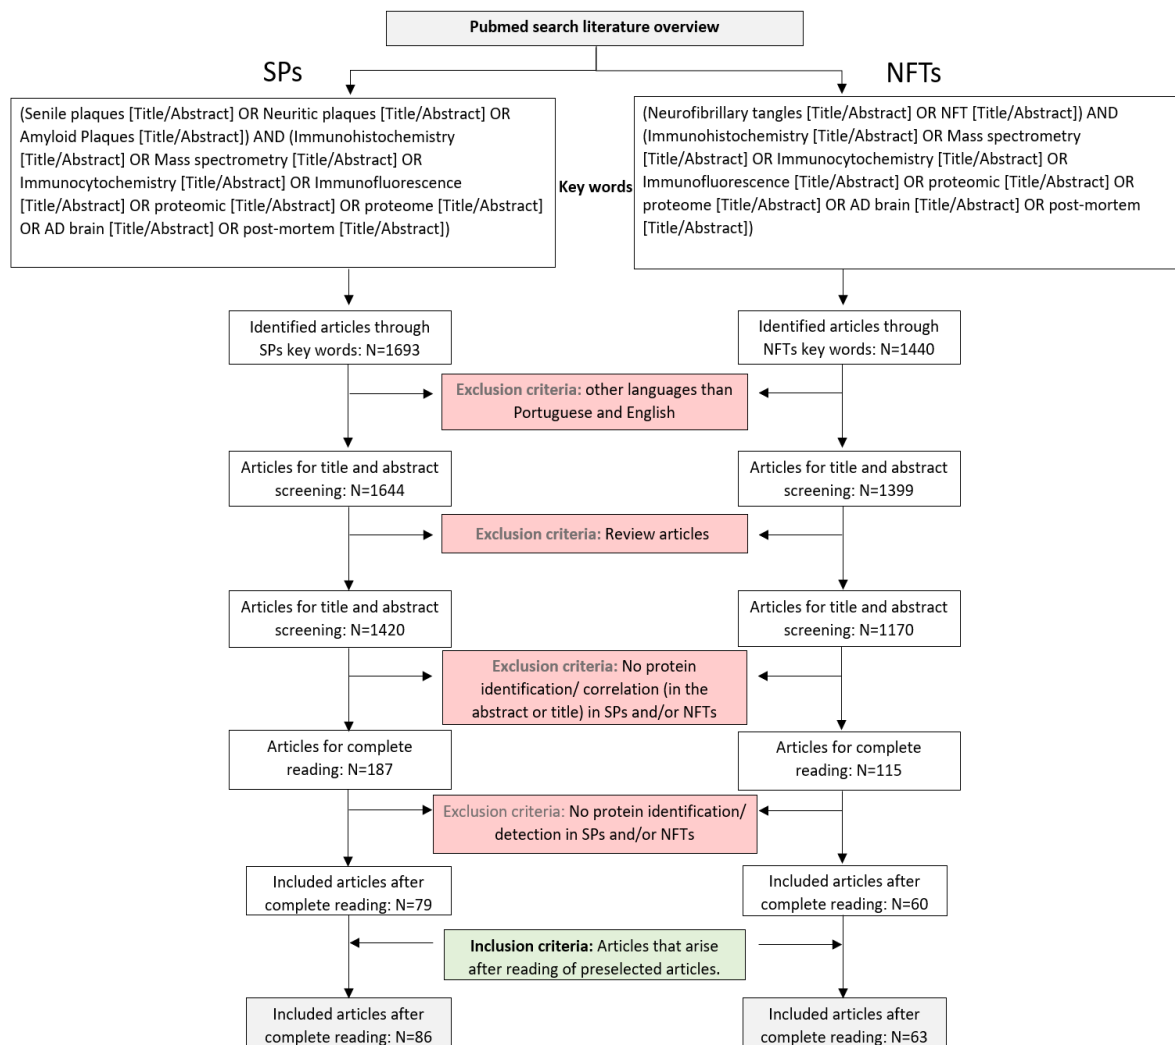 Pubmed search literature overview
SPs
NFTs
(Senile plaques [Title/Abstract] OR Neuritic plaques [Title/Abstract] OR
Amyloid Plaques [Title/Abstract]) AND (Immunohistochemistry
[Title/Abstract] OR Mass spectrometry [Title/Abstract] OR
Immunocytochemistry [Title/Abstract] OR Immunofluorescence
[Title/Abstract] OR proteomic [Title/Abstract] OR proteome [Title/Abstract]
OR AD brain [Title/Abstract] OR post-mortem [Title/Abstract])
Key words
(Neurofibrillary tangles [Title/Abstract] OR NFT [Title/Abstract]) AND
(Immunohistochemistry [Title/Abstract] OR Mass spectrometry
[Title/Abstract] OR Immunocytochemistry [Title/Abstract] OR
Immunofluorescence [Title/Abstract] OR proteomic [Title/Abstract] OR
proteome [Title/Abstract] OR AD brain [Title/Abstract] OR post-mortem
[Title/Abstract])
Identified articles through
SPs key words: N=1693
Identified articles through
NFTs key words: N=1440
Exclusion criteria: other languages than
Portuguese and English
Articles for title and abstract
screening: N=1644
Articles for title and abstract
screening: N=1399
Exclusion criteria: Review articles
Articles for title and abstract
screening: N=1420
Articles for title and abstract
screening: N=1170
Exclusion criteria: No protein
identification/ correlation (in the
abstract or title) in SPs and/or NFTs
Articles for complete
reading: N=187
Articles for complete
reading: N=115
Exclusion criteria: No protein identification/
detection in SPs and/or NFTs
Included articles after
complete reading: N=79
Included articles after
complete reading: N=60
Inclusion criteria: Articles that arise
after reading of preselected articles.
Included articles after
complete reading: N=86
Included articles after
complete reading: N=63